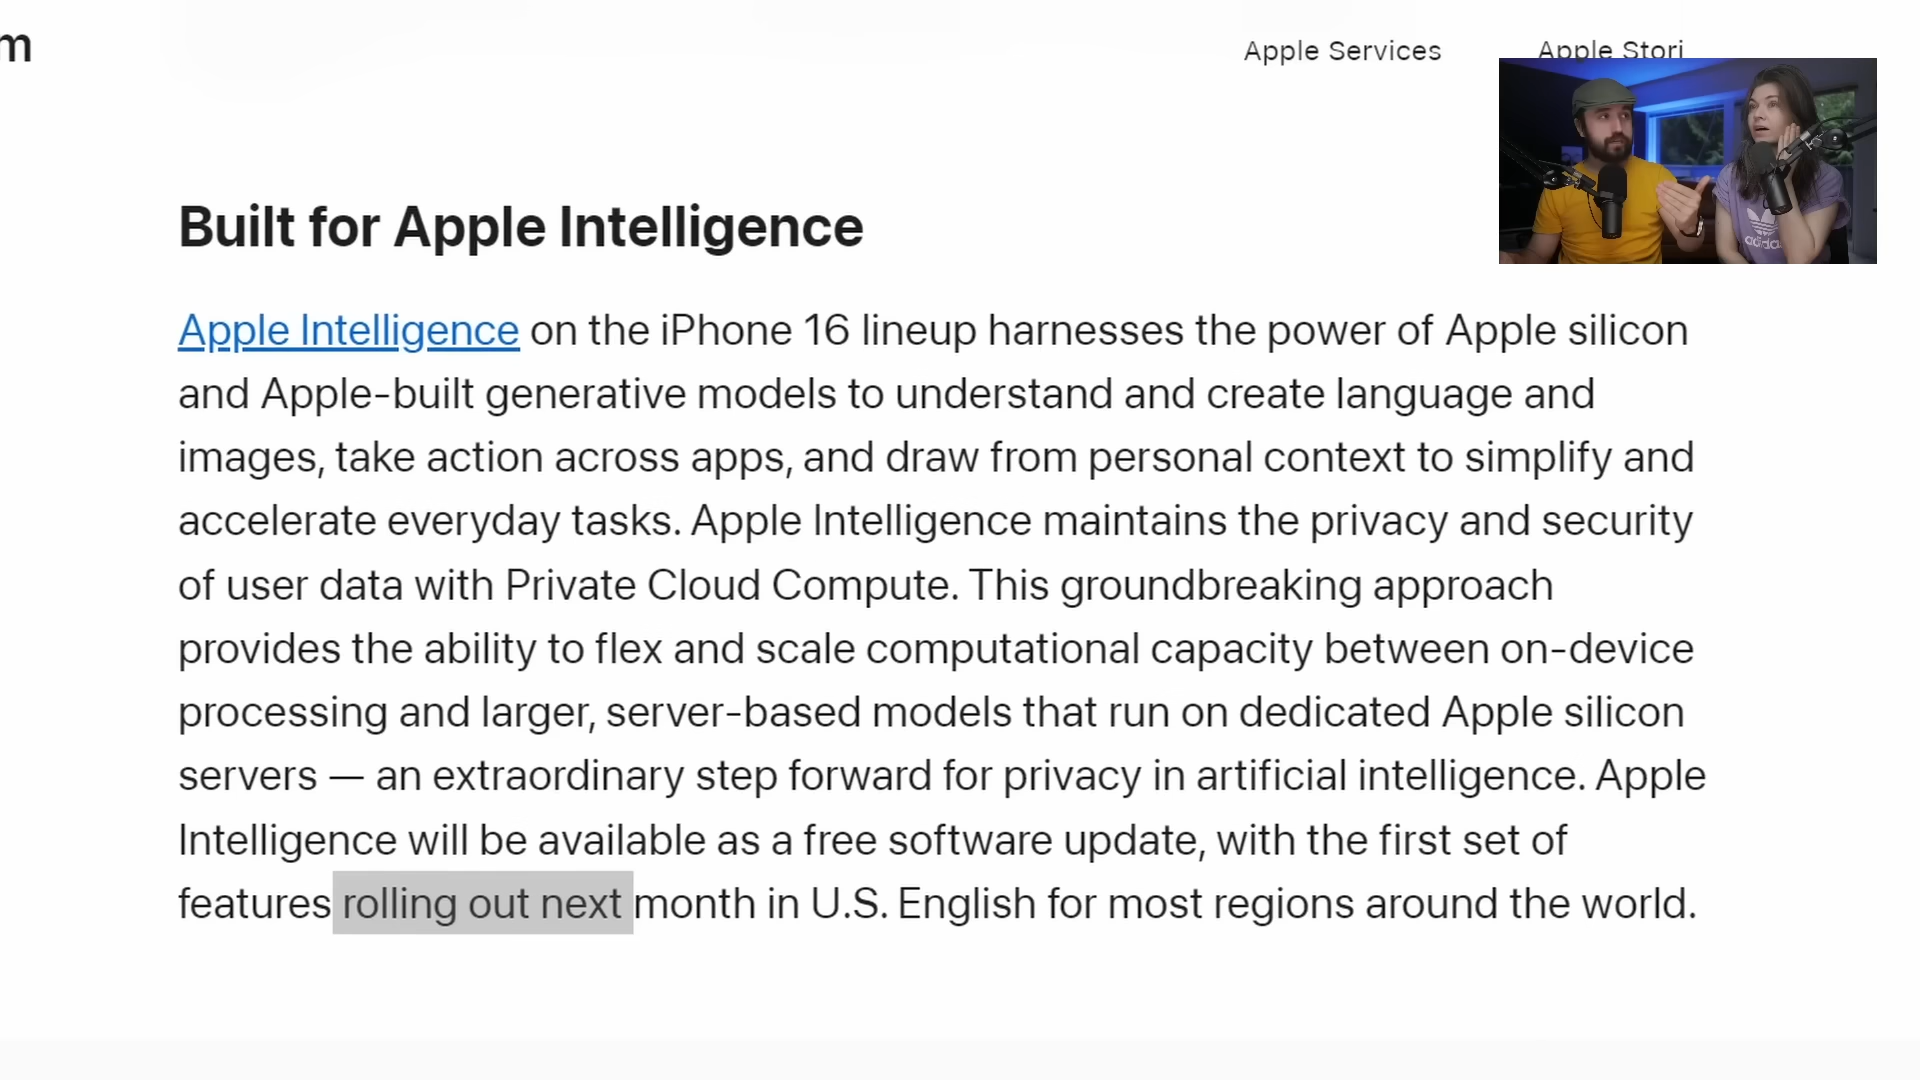 m
Apple Services
Apple Stori
Built for Apple Intelligence
Apple Intelligence on the iPhone 16 lineup harnesses the power of Apple silicon
and Apple-built generative models to understand and create language and
images, take action across apps, and draw from personal context to simplify and
accelerate everyday tasks. Apple Intelligence maintains the privacy and security
of user data with Private Cloud Compute. This groundbreaking approach
provides the ability to flex and scale computational capacity between on-device
processing and larger, server-based models that run on dedicated Apple silicon
servers — an extraordinary step forward for privacy in artificial intelligence. Apple
Intelligence will be available as a free software update, with the first set of
features rolling out next month in U.S. English for most regions around the world.